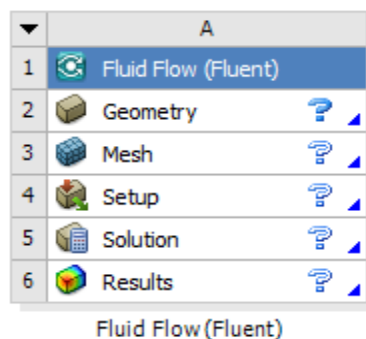 A
1 Fluid Flow (Fluent)
2 Geometry ?
3 Mesh ?
4 Setup ?
5 Solution ?
6 Results ?
Fluid Flow (Fluent)